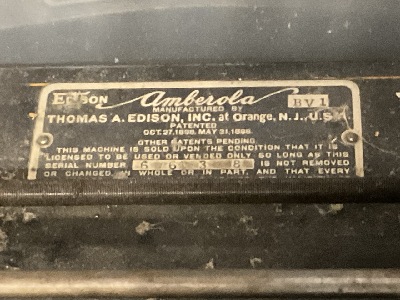 EDISON Amberola BV1
MANUFACTURED BY
THOMAS A. EDISON, INC. at Orange, N.J., U.S.A.
PATENTED
OCT. 27, 1898, MAY 31, 1898.
OTHER PATENTS PENDING
THIS MACHINE IS SOLD UPON THE CONDITION THAT IT IS
LICENSED TO BE USED OR VENDED ONLY SO LONG AS THIS
SERIAL NUMBER 5663 B IS NOT REMOVED
OR CHANGED IN WHOLE OR IN PART, AND THAT EVERY